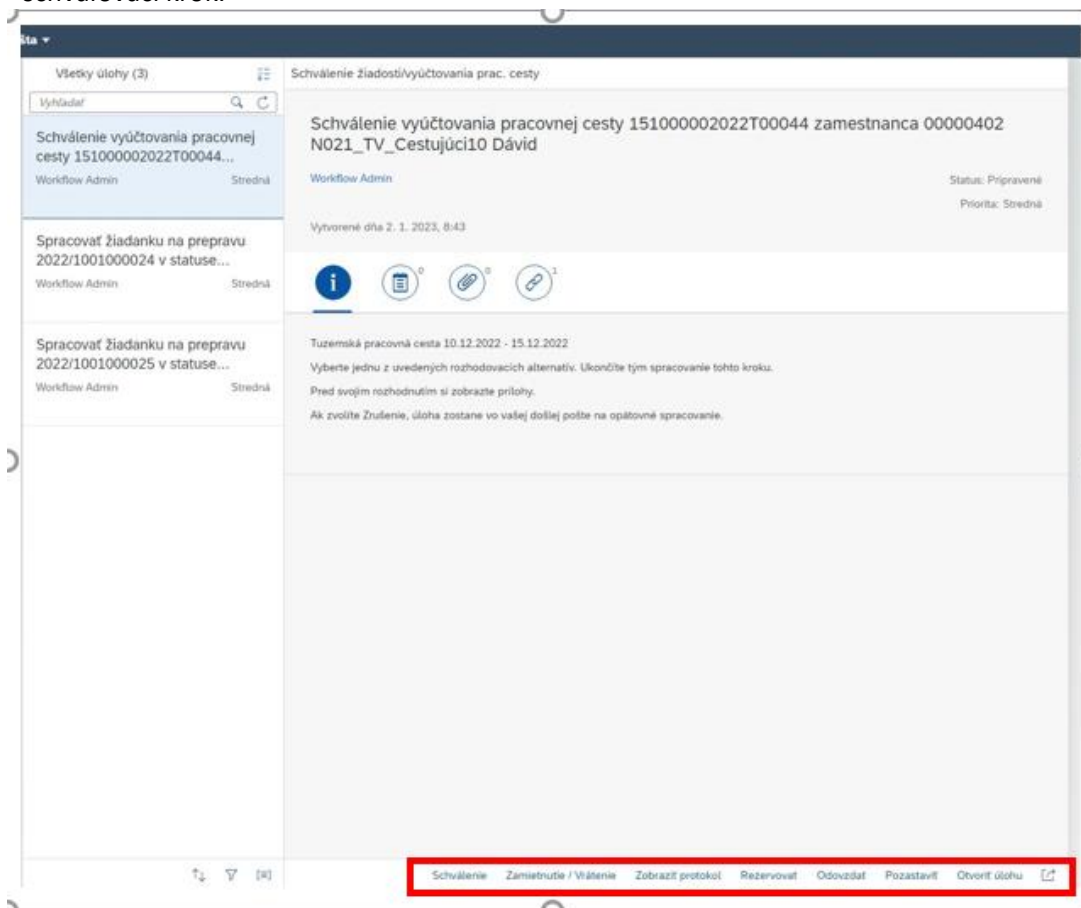 šta
Všetky úlohy (3)
Vyhľadať
Schválenie vyúčtovania pracovnej
cesty 151000002022T00044...
Workflow Admin Stredná
Spracovať žiadanku na prepravu
2022/1001000024 v statuse...
Workflow Admin Stredná
Spracovať žiadanku na prepravu
2022/1001000025 v statuse...
Workflow Admin Stredná
Schválenie žiadosti/vyúčtovania prac. cesty
Schválenie vyúčtovania pracovnej cesty 151000002022T00044 zamestnanca 00000402
N021_TV_Cestujúci10 Dávid
Workflow Admin
Status: Pripravené
Priorita: Stredná
Vytvorené dňa 2. 1. 2023, 8:43
0 0 1
Tuzemská pracovná cesta 10.12.2022 - 15.12.2022
Vyberte jednu z uvedených rozhodovacích alternatív. Ukončíte tým spracovanie tohto kroku.
Pred svojim rozhodnutím si zobrazte prílohy.
Ak zvolíte Zrušenie, úloha zostane vo vašej došlej pošte na opätovné spracovanie.
Schválenie Zamietnutie / Vrátenie Zobraziť protokol Rezervovať Odovzdať Pozastaviť Otvoriť úlohu